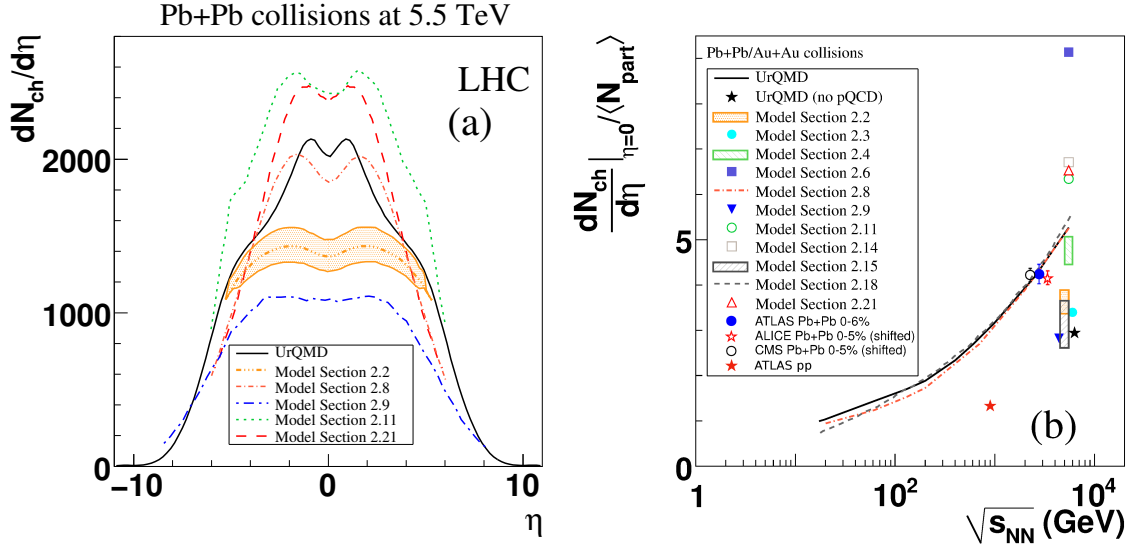 Pb+Pb collisions at 5.5 TeV
dN_ch/dη
LHC
(a)
2000
1000
0
UrQMD
Model Section 2.2
Model Section 2.8
Model Section 2.9
Model Section 2.11
Model Section 2.21
−10
0
10
η
dN_ch/dη|η=0/⟨N_part⟩
Pb+Pb/Au+Au collisions
UrQMD
UrQMD (no pQCD)
Model Section 2.2
Model Section 2.3
Model Section 2.4
Model Section 2.6
Model Section 2.8
Model Section 2.9
Model Section 2.11
Model Section 2.14
Model Section 2.15
Model Section 2.18
Model Section 2.21
ATLAS Pb+Pb 0-6%
ALICE Pb+Pb 0-5% (shifted)
CMS Pb+Pb 0-5% (shifted)
ATLAS pp
5
0
(b)
1
10²
10⁴
√s_NN (GeV)